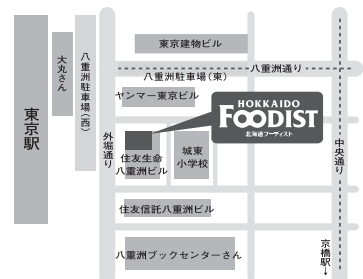 東京駅
大丸さん
八重洲駐車場(西)
外堀通り
東京建物ビル
八重洲通り
八重洲駐車場(東)
ヤンマー東京ビル
HOKKAIDO
FOODIST
北海道フーディスト
住友生命
八重洲ビル
城東
小学校
中央通り
住友信託八重洲ビル
八重洲ブックセンターさん
京橋駅→